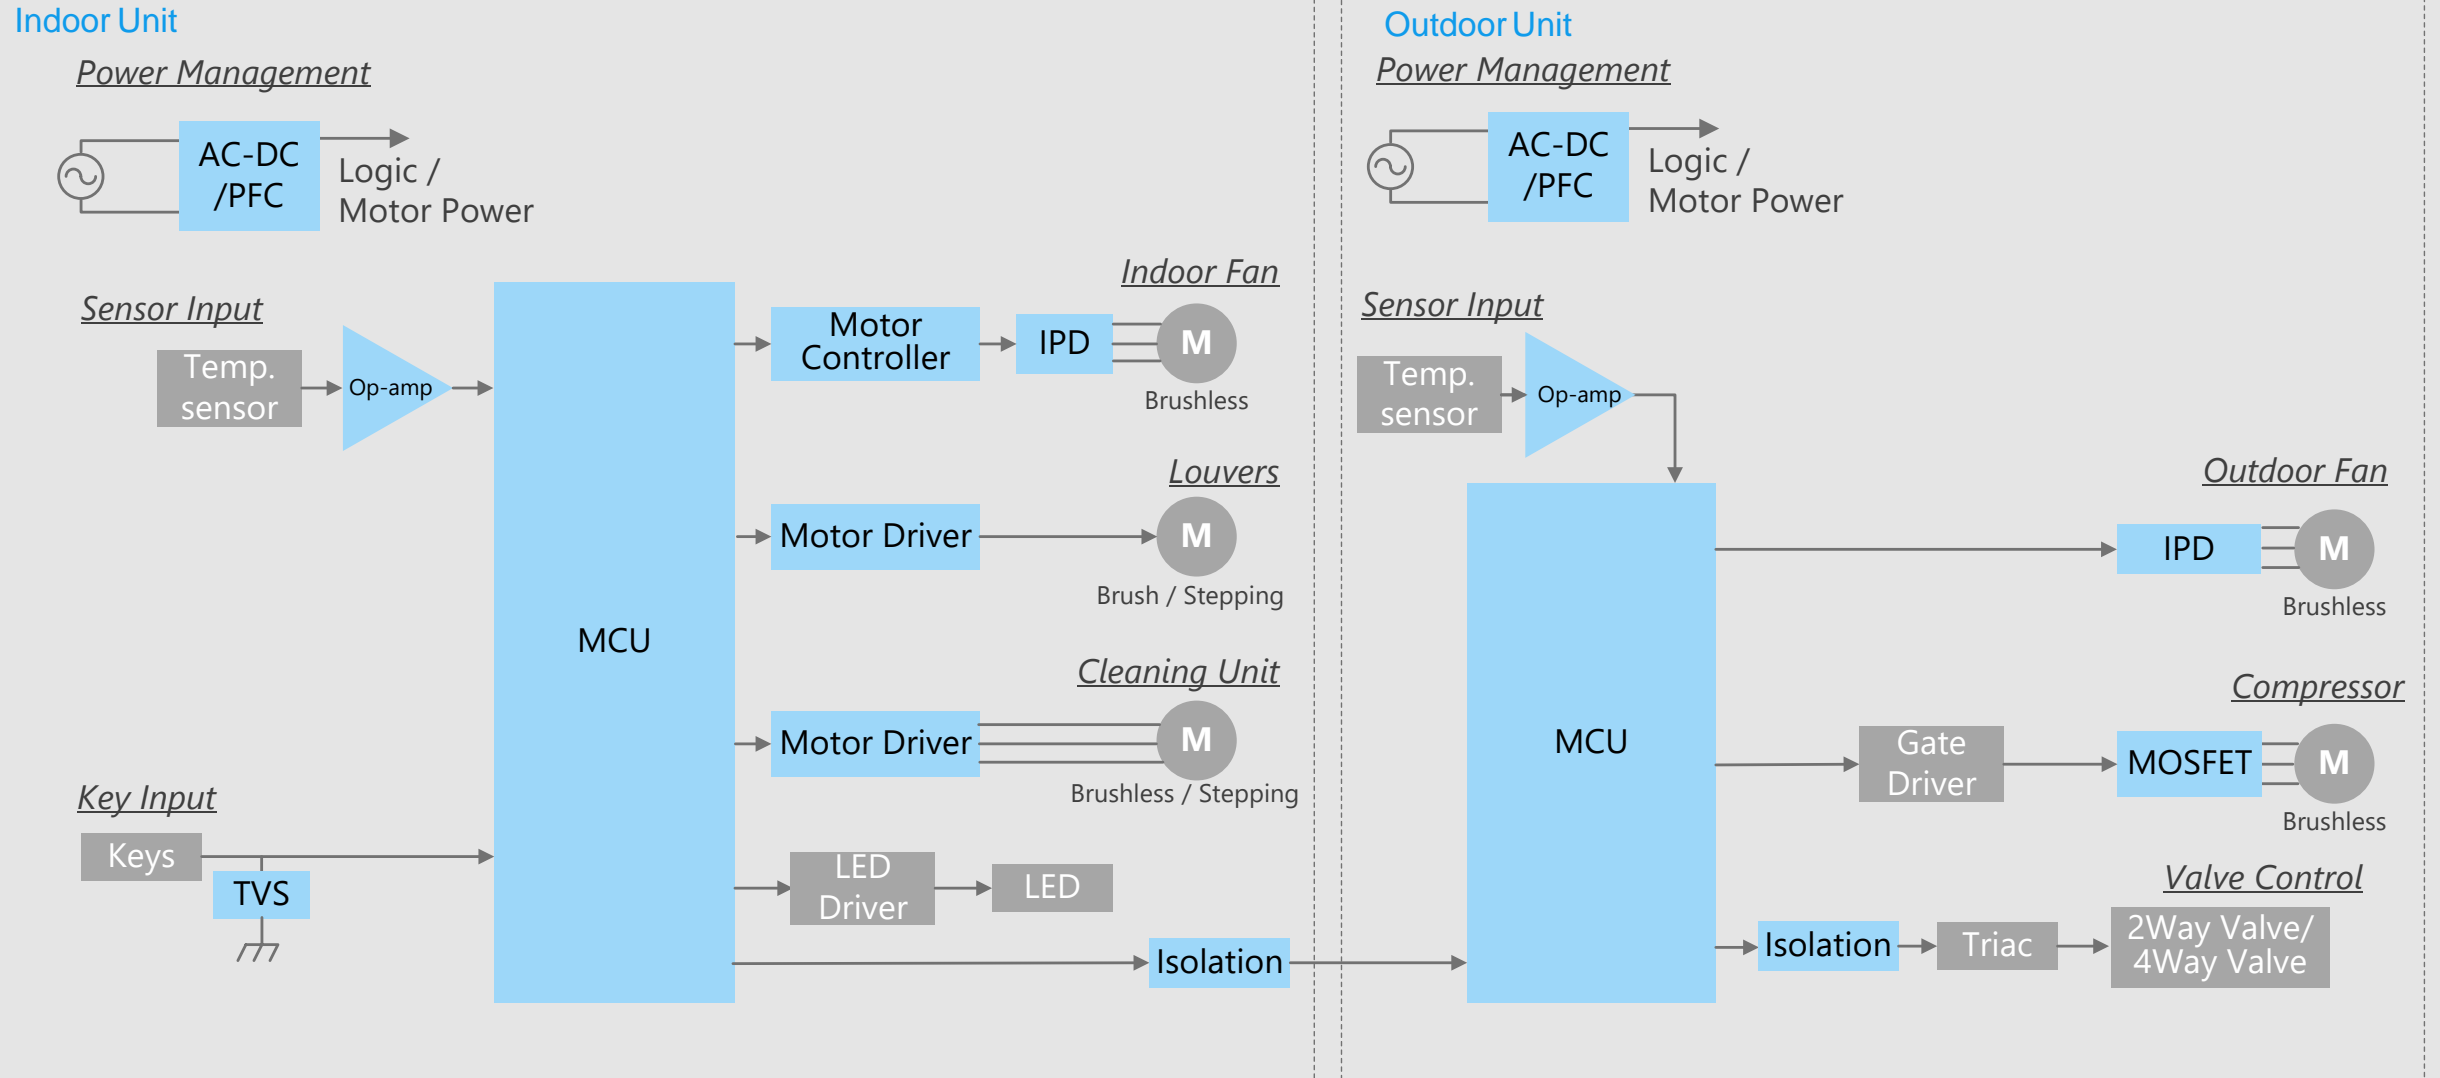 Indoor Unit
Power Management
AC-DC
/PFC
Logic /
Motor Power
Sensor Input
Temp.
sensor
Op-amp
MCU
Key Input
Keys
TVS
Indoor Fan
Motor
Controller
IPD
M
Brushless
Louvers
Motor Driver
M
Brush / Stepping
Cleaning Unit
Motor Driver
M
Brushless / Stepping
LED
Driver
LED
Isolation
Outdoor Unit
Power Management
AC-DC
/PFC
Logic /
Motor Power
Sensor Input
Temp.
sensor
Op-amp
MCU
Outdoor Fan
IPD
M
Brushless
Compressor
Gate
Driver
MOSFET
M
Brushless
Valve Control
Isolation
Triac
2Way Valve/
4Way Valve